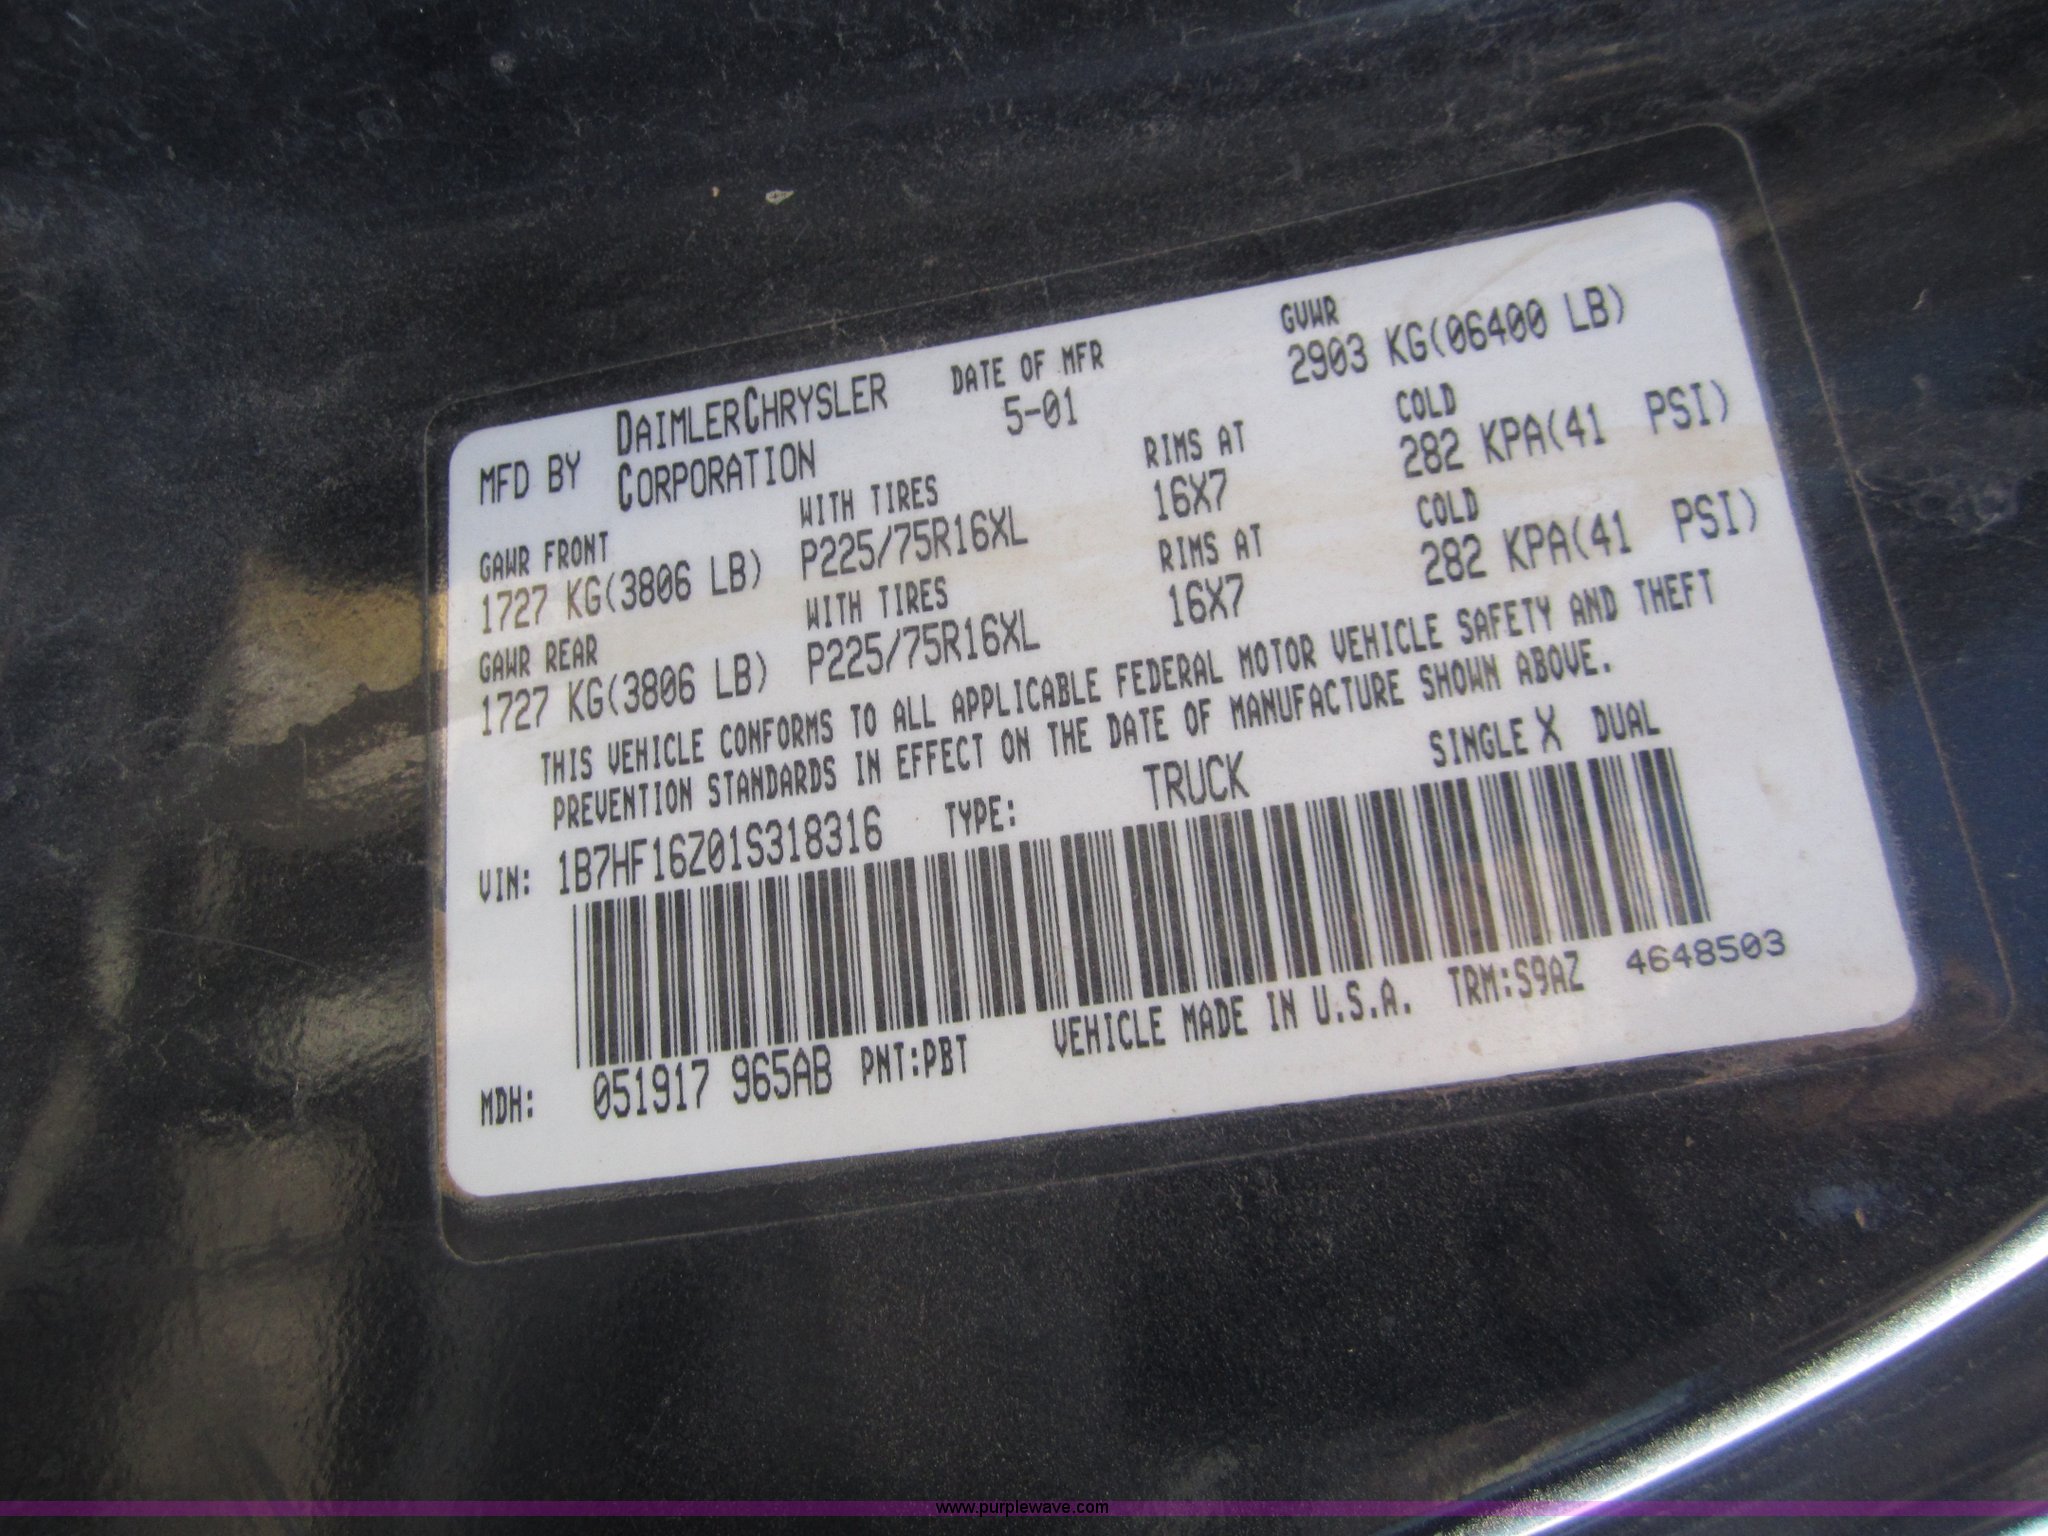 MFD BY DAIMLERCHRYSLER CORPORATION DATE OF MFR 5-01 GVWR 2903 KG(06400 LB)
GAWR FRONT WITH TIRES RIMS AT COLD
1727 KG(3806 LB) P225/75R16XL 16X7 282 KPA(41 PSI)
GAWR REAR WITH TIRES RIMS AT COLD
1727 KG(3806 LB) P225/75R16XL 16X7 282 KPA(41 PSI)
THIS VEHICLE CONFORMS TO ALL APPLICABLE FEDERAL MOTOR VEHICLE SAFETY AND THEFT
PREVENTION STANDARDS IN EFFECT ON THE DATE OF MANUFACTURE SHOWN ABOVE.
VIN: 1B7HF16Z01S318316 TYPE: TRUCK SINGLE X DUAL
MDH: 051917 965AB PNT:PBT VEHICLE MADE IN U.S.A. TRM:S9AZ 4648503
www.purplewave.com